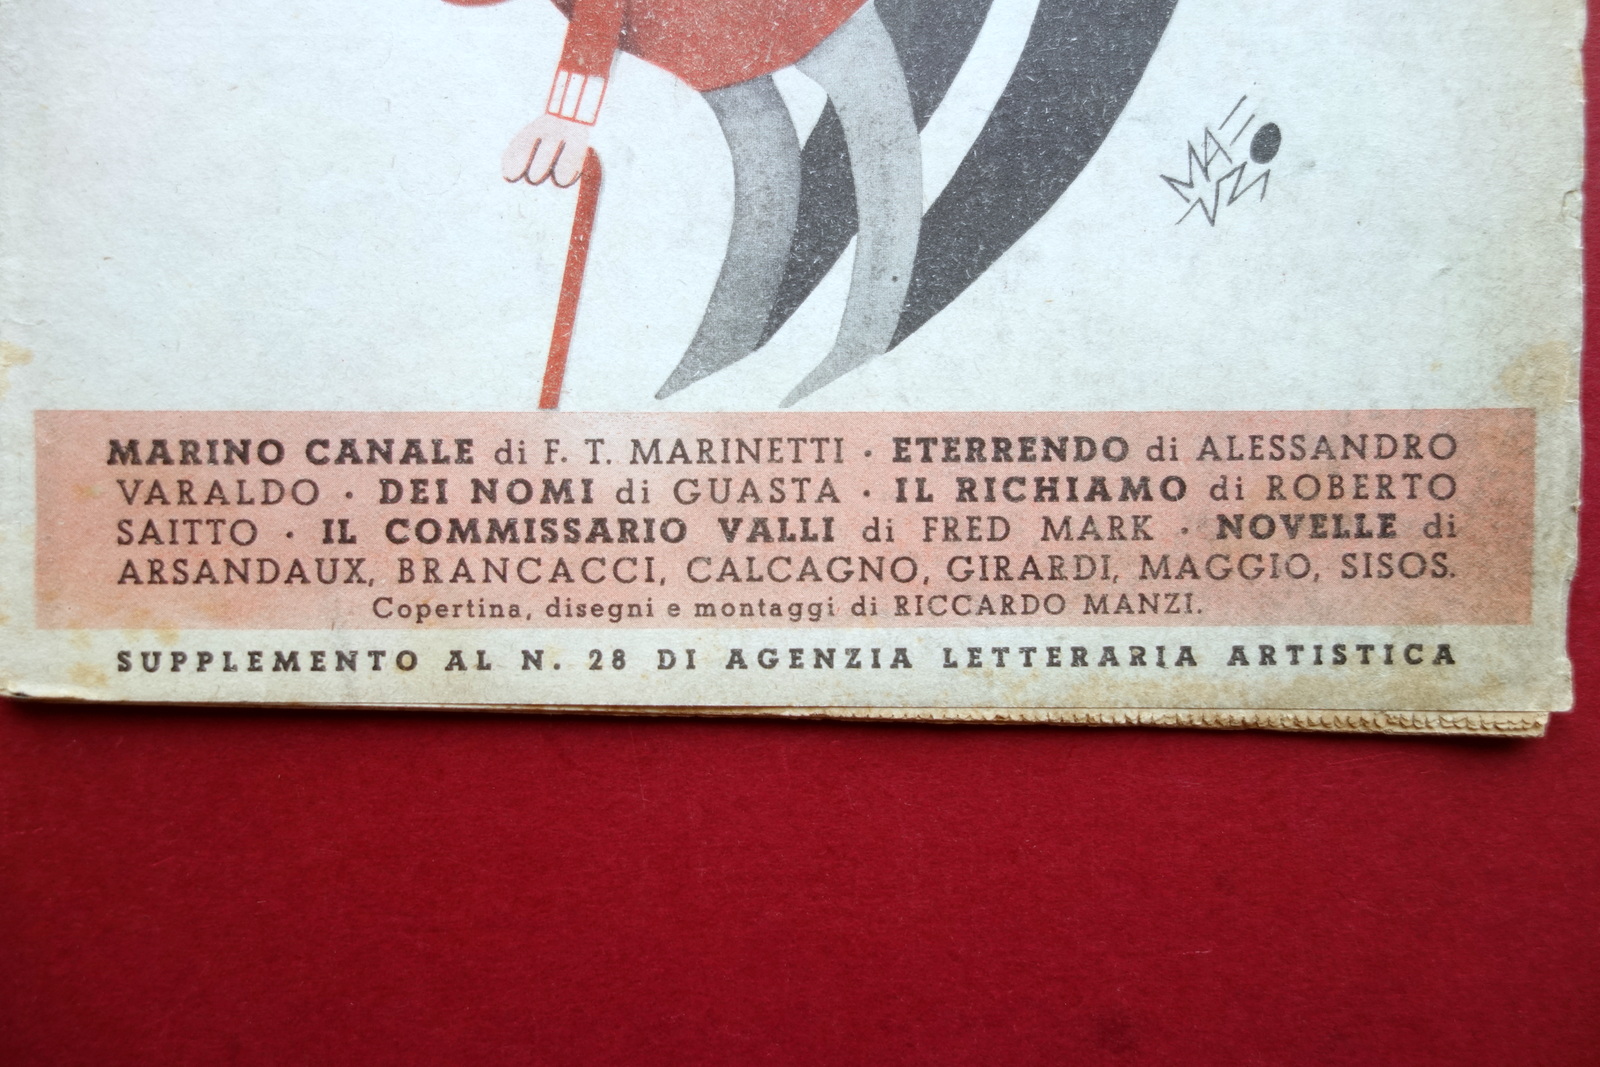 MANZI
MARINO CANALE di F. T. MARINETTI · ETERRENDO di ALESSANDRO
VARALDO · DEI NOMI di GUASTA · IL RICHIAMO di ROBERTO
SAITTO · IL COMMISSARIO VALLI di FRED MARK · NOVELLE di
ARSANDAUX, BRANCACCI, CALCAGNO, GIRARDI, MAGGIO, SISOS.
Copertina, disegni e montaggi di RICCARDO MANZI.
SUPPLEMENTO AL N. 28 DI AGENZIA LETTERARIA ARTISTICA